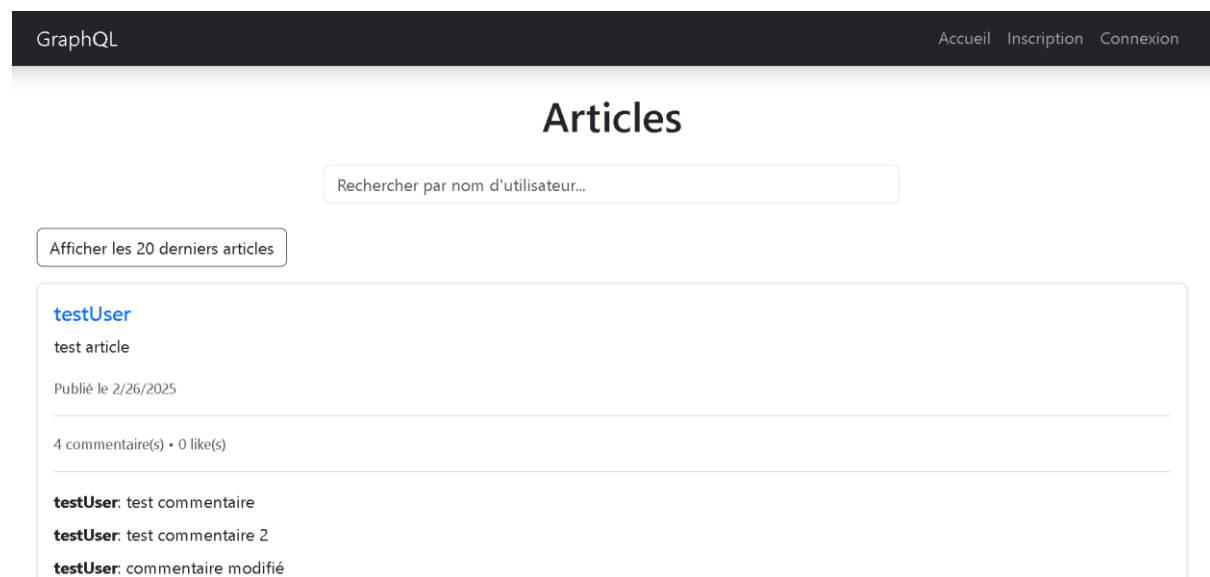 GraphQL
Accueil Inscription Connexion
Articles
Rechercher par nom d'utilisateur...
Afficher les 20 derniers articles
testUser
test article
Publié le 2/26/2025
4 commentaire(s) • 0 like(s)
testUser: test commentaire
testUser: test commentaire 2
testUser: commentaire modifié